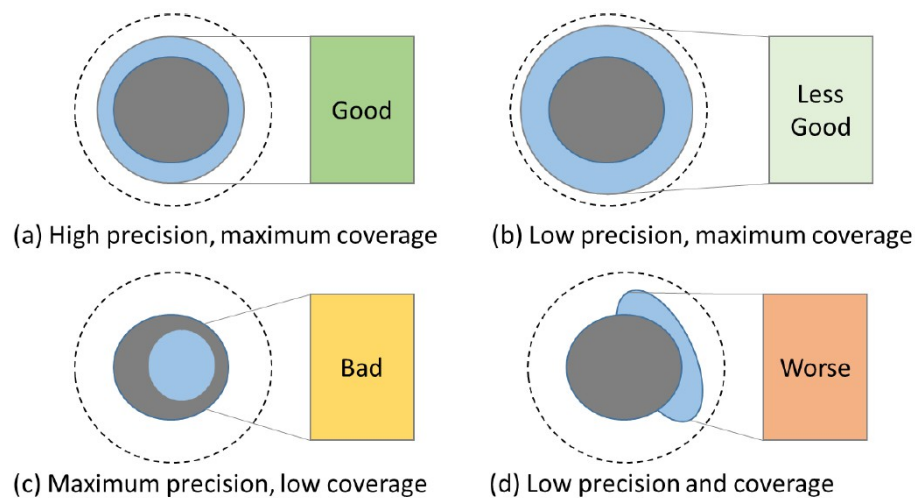 Good
Less
Good
(a) High precision, maximum coverage
(b) Low precision, maximum coverage
Bad
Worse
(c) Maximum precision, low coverage
(d) Low precision and coverage